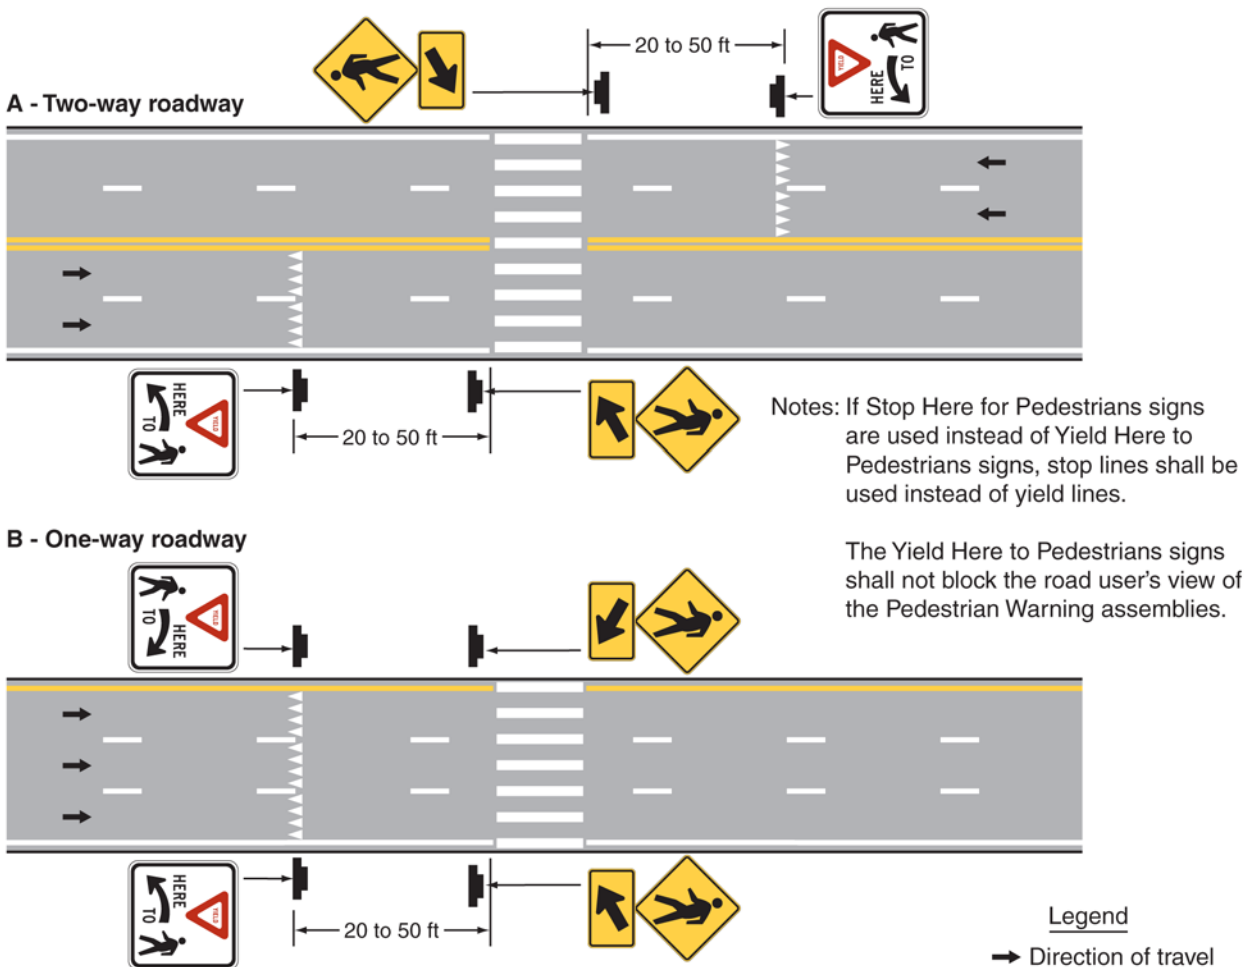 20 to 50 ft
YIELD
HERE
TO
A - Two-way roadway
HERE
TO
YIELD
20 to 50 ft
Notes: If Stop Here for Pedestrians signs
are used instead of Yield Here to
Pedestrians signs, stop lines shall be
used instead of yield lines.
The Yield Here to Pedestrians signs
shall not block the road user's view of
the Pedestrian Warning assemblies.
B - One-way roadway
TO
HERE
YIELD
HERE
TO
YIELD
20 to 50 ft
Legend
Direction of travel